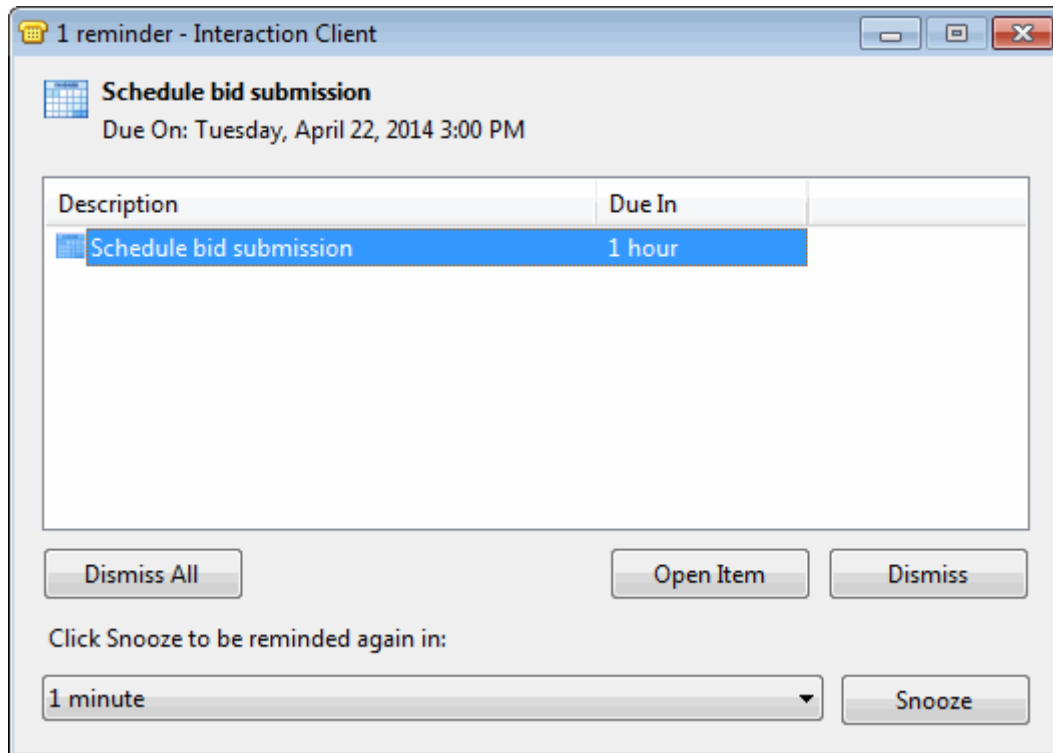 1 reminder - Interaction Client
Schedule bid submission
Due On: Tuesday, April 22, 2014 3:00 PM
Description Due In
Schedule bid submission 1 hour
Dismiss All Open Item Dismiss
Click Snooze to be reminded again in:
1 minute Snooze